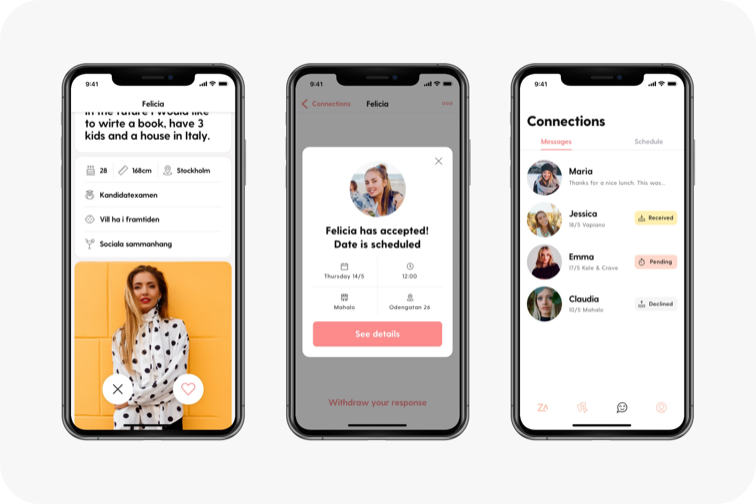 9:41
Felicia
In the future I would like
to wirte a book, have 3
kids and a house in Italy.
28
168cm
Stockholm
Kandidatexamen
Vill ha i framtiden
Sociala sammanhang
9:41
Connections
Felicia
Felicia has accepted!
Date is scheduled
Thursday 14/5
12:00
Mahalo
Odengatan 26
See details
Withdraw your response
9:41
Connections
Messages
Schedule
Maria
Thanks for a nice lunch. This was...
Jessica
18/5 Vapiano
Received
Emma
17/5 Kale & Crave
Pending
Claudia
10/5 Mahalo
Declined